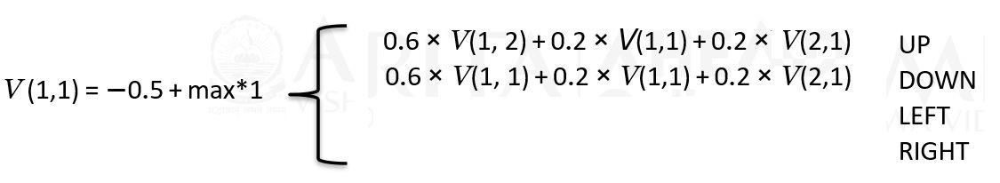 0.6 × V(1, 2) + 0.2 × V(1,1) + 0.2 × V(2,1) UP
0.6 × V(1, 1) + 0.2 × V(1,1) + 0.2 × V(2,1) DOWN
V(1,1) = −0.5 + max*1
LEFT
RIGHT